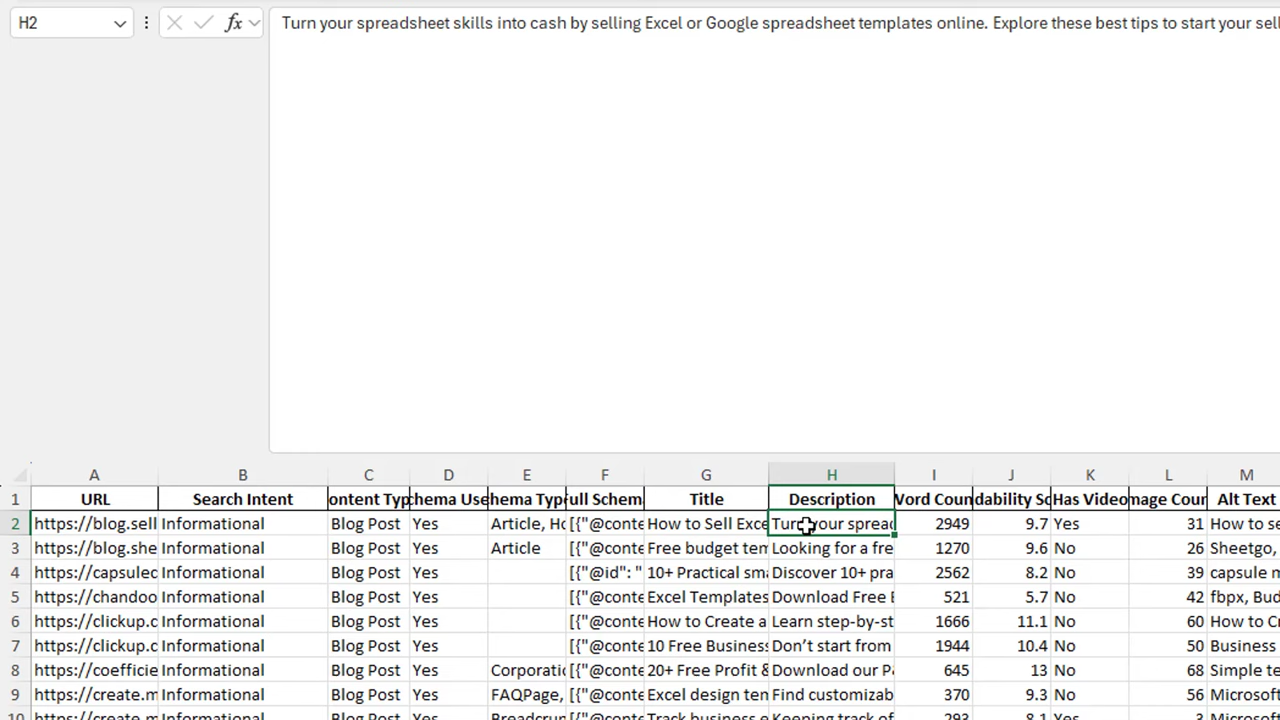 H2 fx Turn your spreadsheet skills into cash by selling Excel or Google spreadsheet templates online. Explore these best tips to start your sell
A B C D E F G H I J K L M
1 URL Search Intent ontent Typ hema Use hema Typ ull Schem Title Description Word Coun dability Sc Has Video mage Cour Alt Text
2 https://blog.sell Informational Blog Post Yes Article, Ho [{"@conte How to Sell Exce Turn your spread 2949 9.7 Yes 31 How to se
3 https://blog.she Informational Blog Post Yes Article [{"@conte Free budget tem Looking for a fre 1270 9.6 No 26 Sheetgo,
4 https://capsulec Informational Blog Post Yes [{"@id": " 10+ Practical sma Discover 10+ pra 2562 8.2 No 39 capsule m
5 https://chandoo Informational Blog Post Yes [{"@conte Excel Templates Download Free E 521 5.7 No 42 fbpx, Bud
6 https://clickup.c Informational Blog Post Yes [{"@conte How to Create a Learn step-by-st 1666 11.1 No 60 How to Cr
7 https://clickup.c Informational Blog Post Yes [{"@conte 10 Free Business Don’t start from 1944 10.4 No 50 Business
8 https://coefficie Informational Blog Post Yes Corporatio [{"@conte 20+ Free Profit & Download our P& 645 13 No 68 Simple te
9 https://create.m Informational Blog Post Yes FAQPage, [{"@conte Excel design tem Find customizab 370 9.3 No 56 Microsoft
10 https://create.m Informational Blog Post Yes Breadcrum [{"@conte Track business e Keeping track of 293 8.1 Yes 3 Microsoft